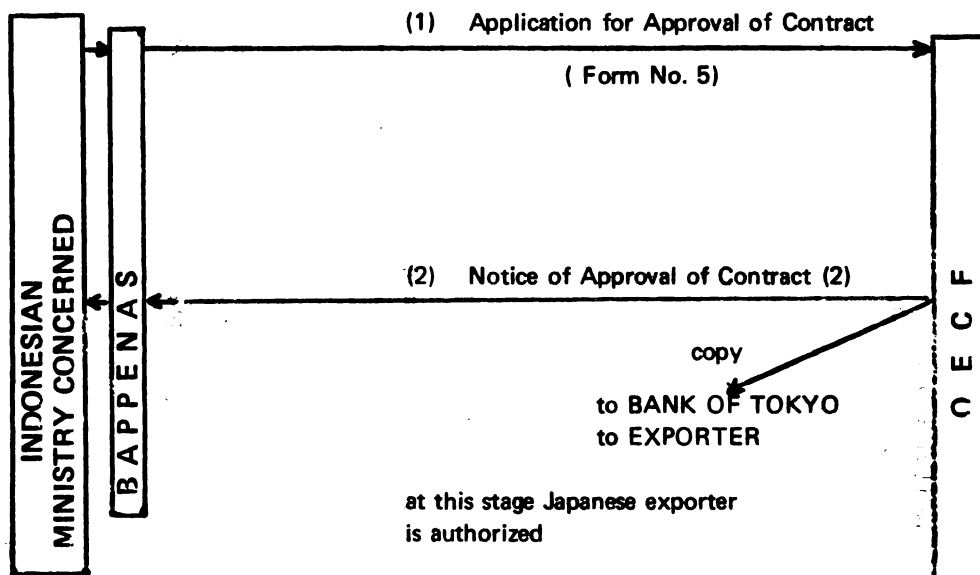 (1) Application for Approval of Contract
( Form No. 5)
INDONESIAN
MINISTRY CONCERNED
BAPPENAS
(2) Notice of Approval of Contract (2)
copy
to BANK OF TOKYO
to EXPORTER
at this stage Japanese exporter
is authorized
O E C F